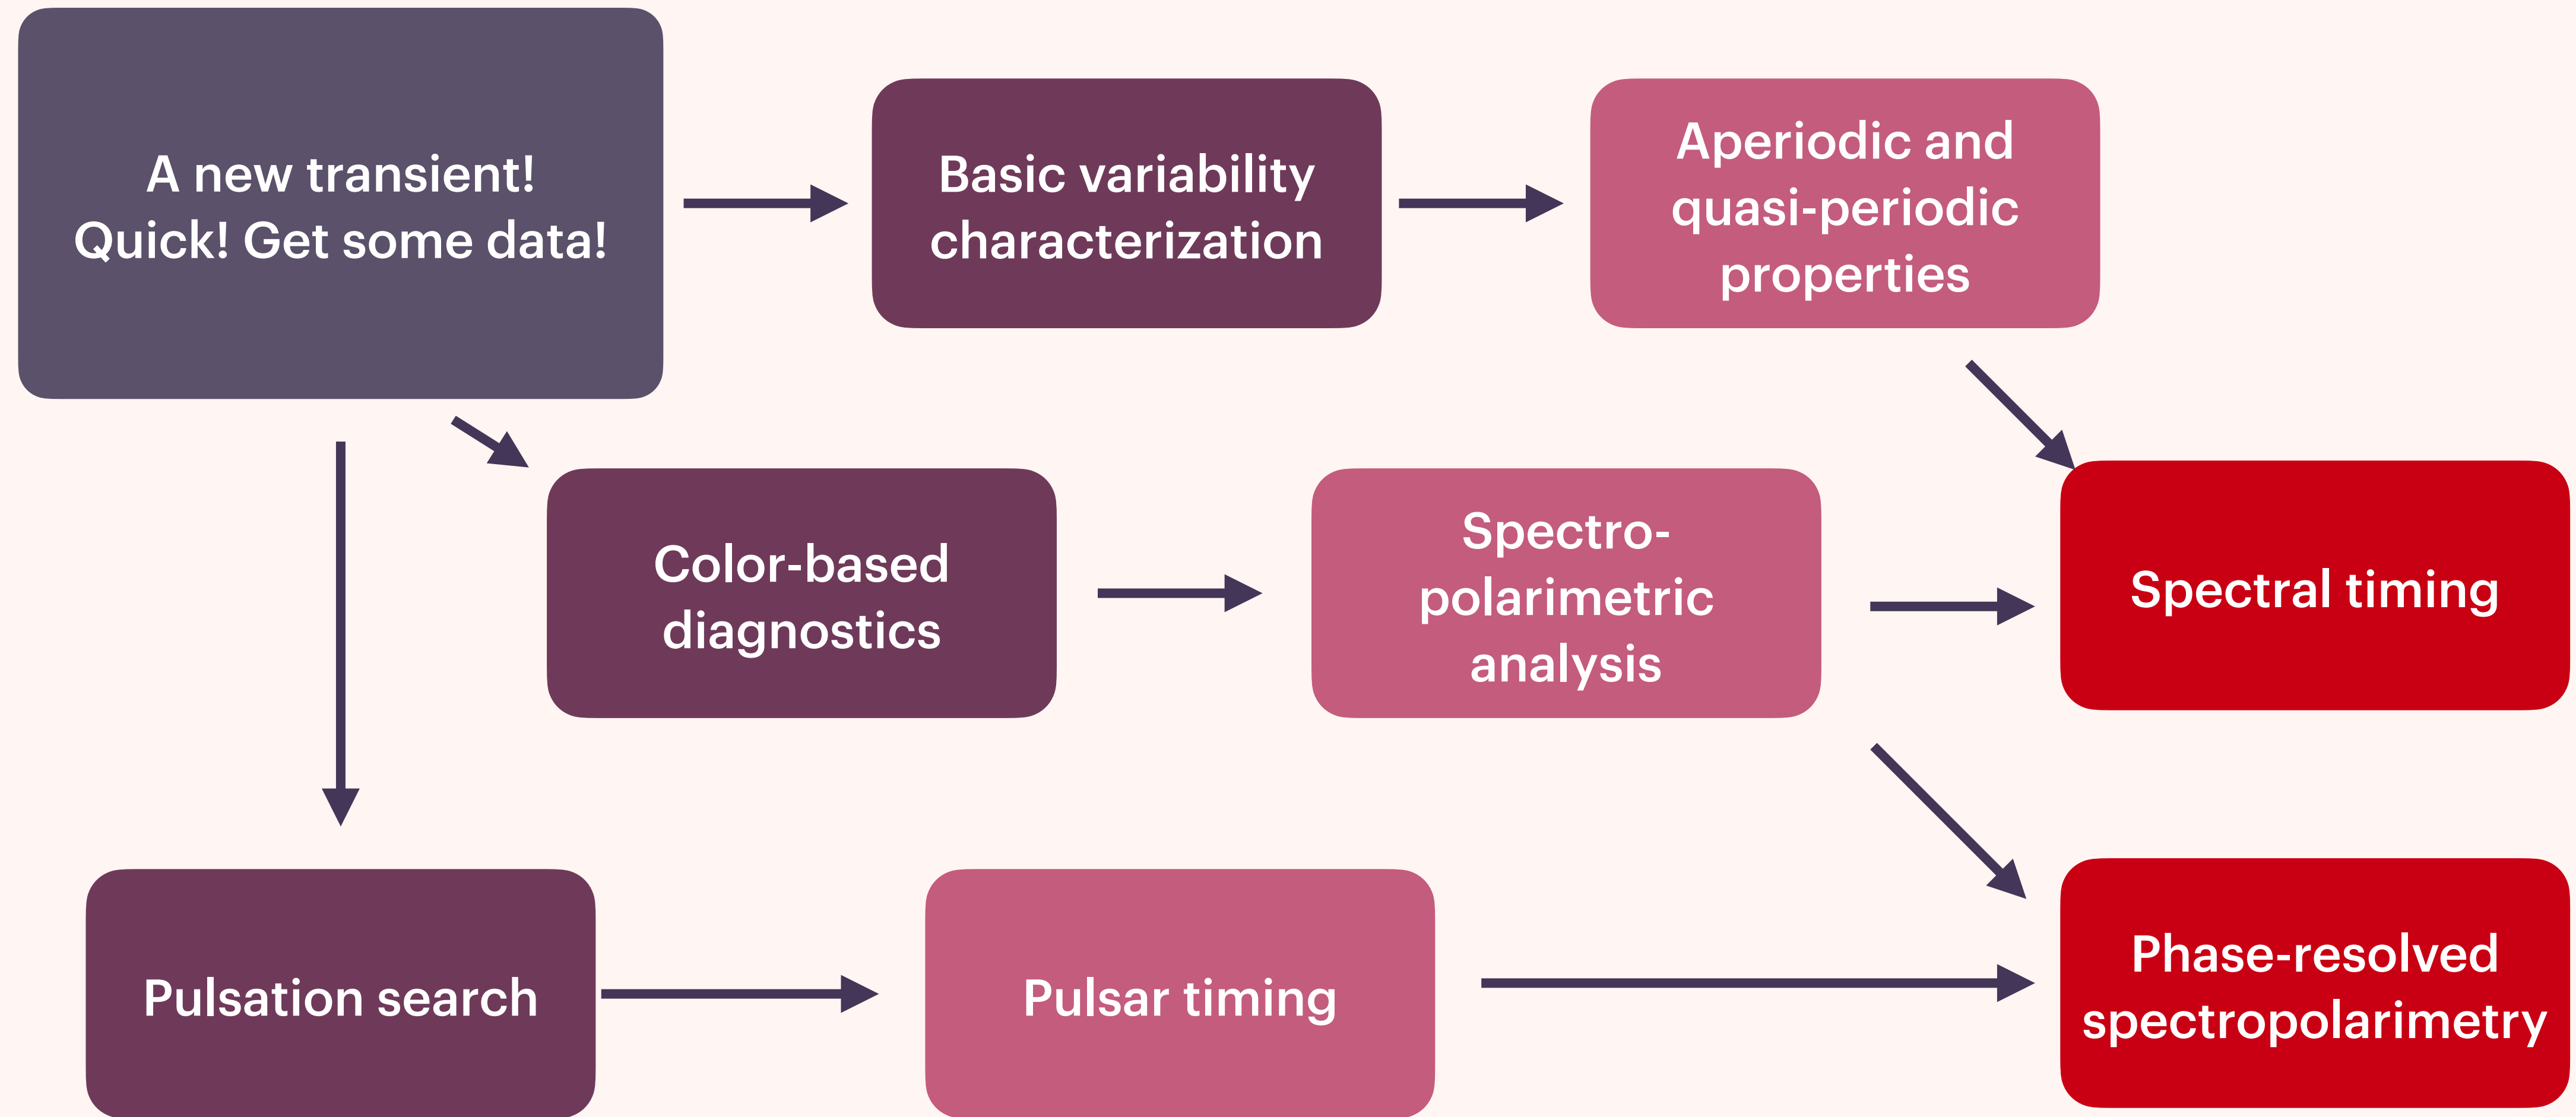 A new transient!
Quick! Get some data!
Basic variability
characterization
Aperiodic and
quasi-periodic
properties
Color-based
diagnostics
Spectro-
polarimetric
analysis
Spectral timing
Pulsation search
Pulsar timing
Phase-resolved
spectropolarimetry